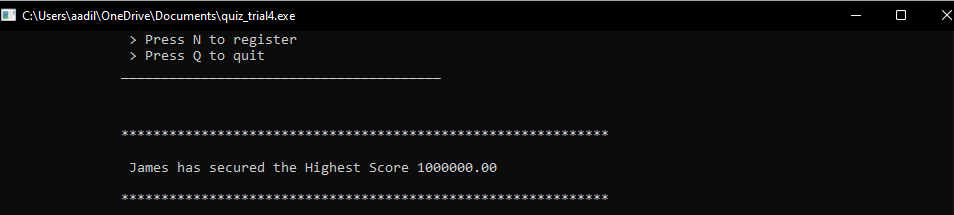 C:\Users\aadil\OneDrive\Documents\quiz_trial4.exe
> Press N to register
> Press Q to quit
________________________________________
*************************************************************
James has secured the Highest Score 1000000.00
*************************************************************